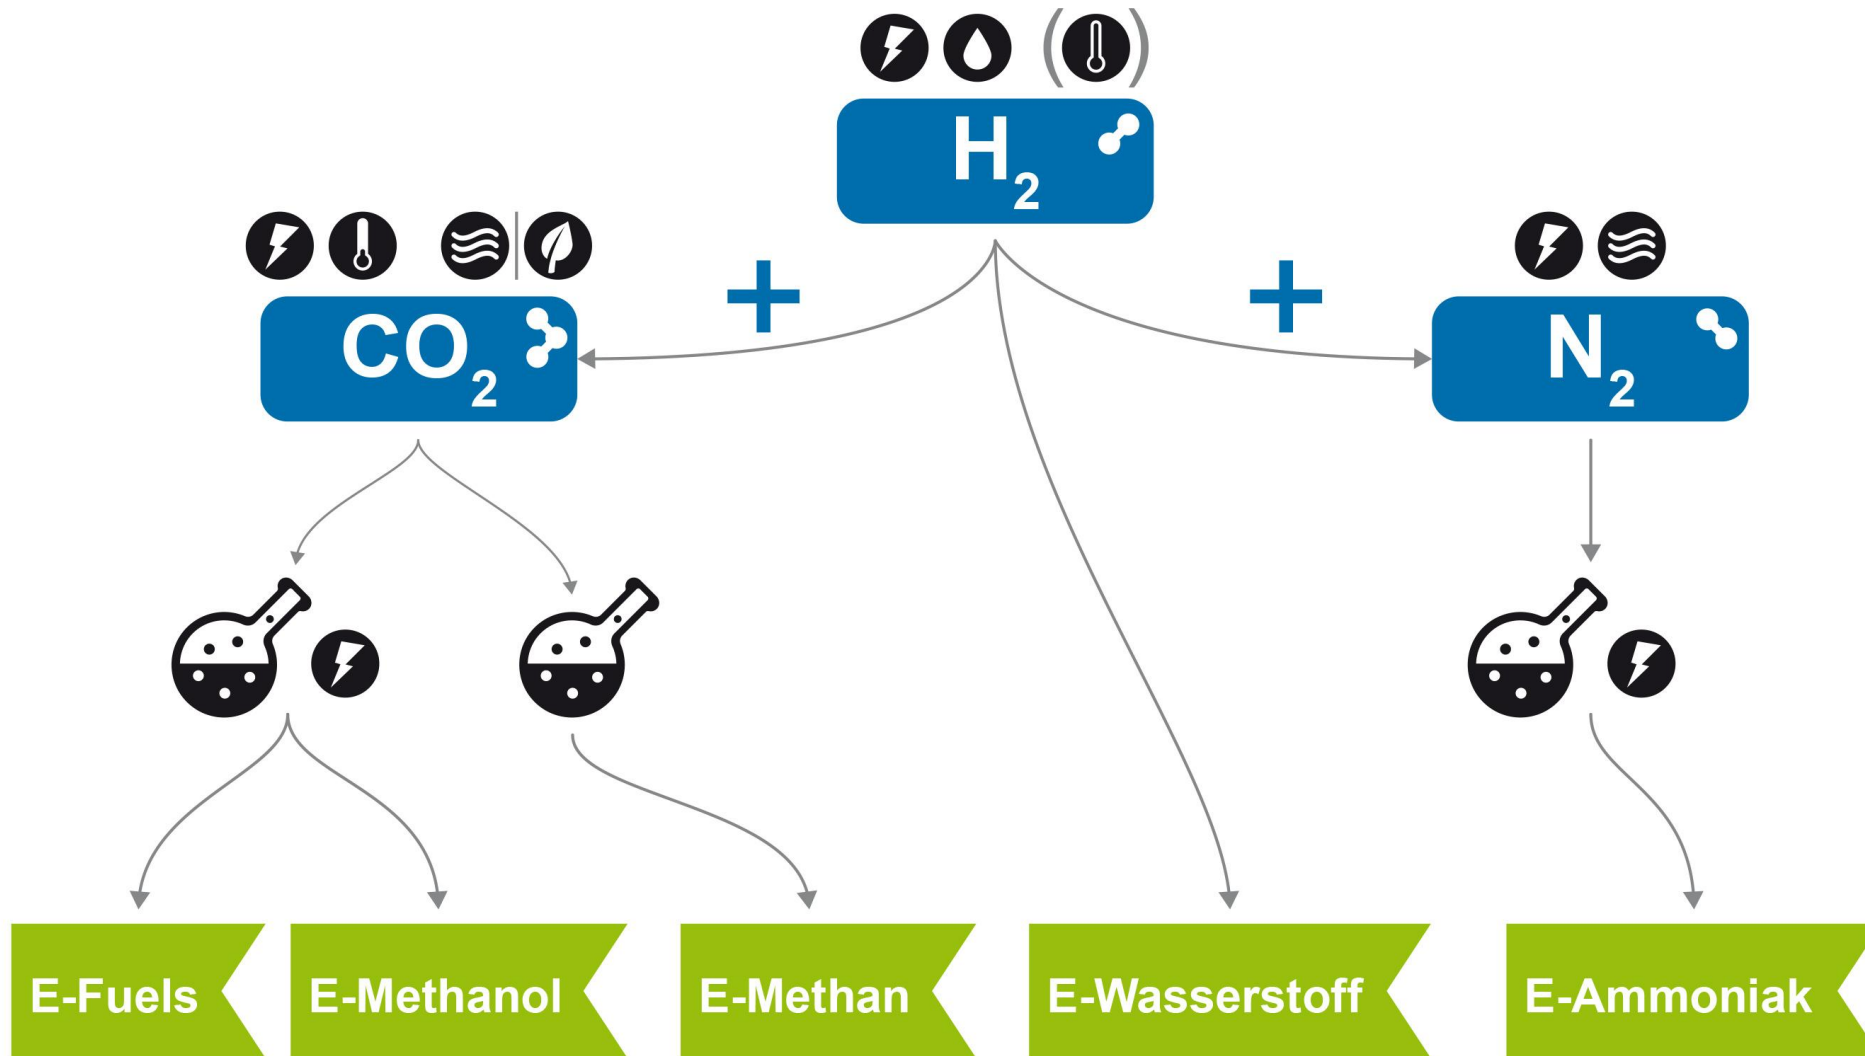 H₂
CO₂
N₂
E-Fuels
E-Methanol
E-Methan
E-Wasserstoff
E-Ammoniak